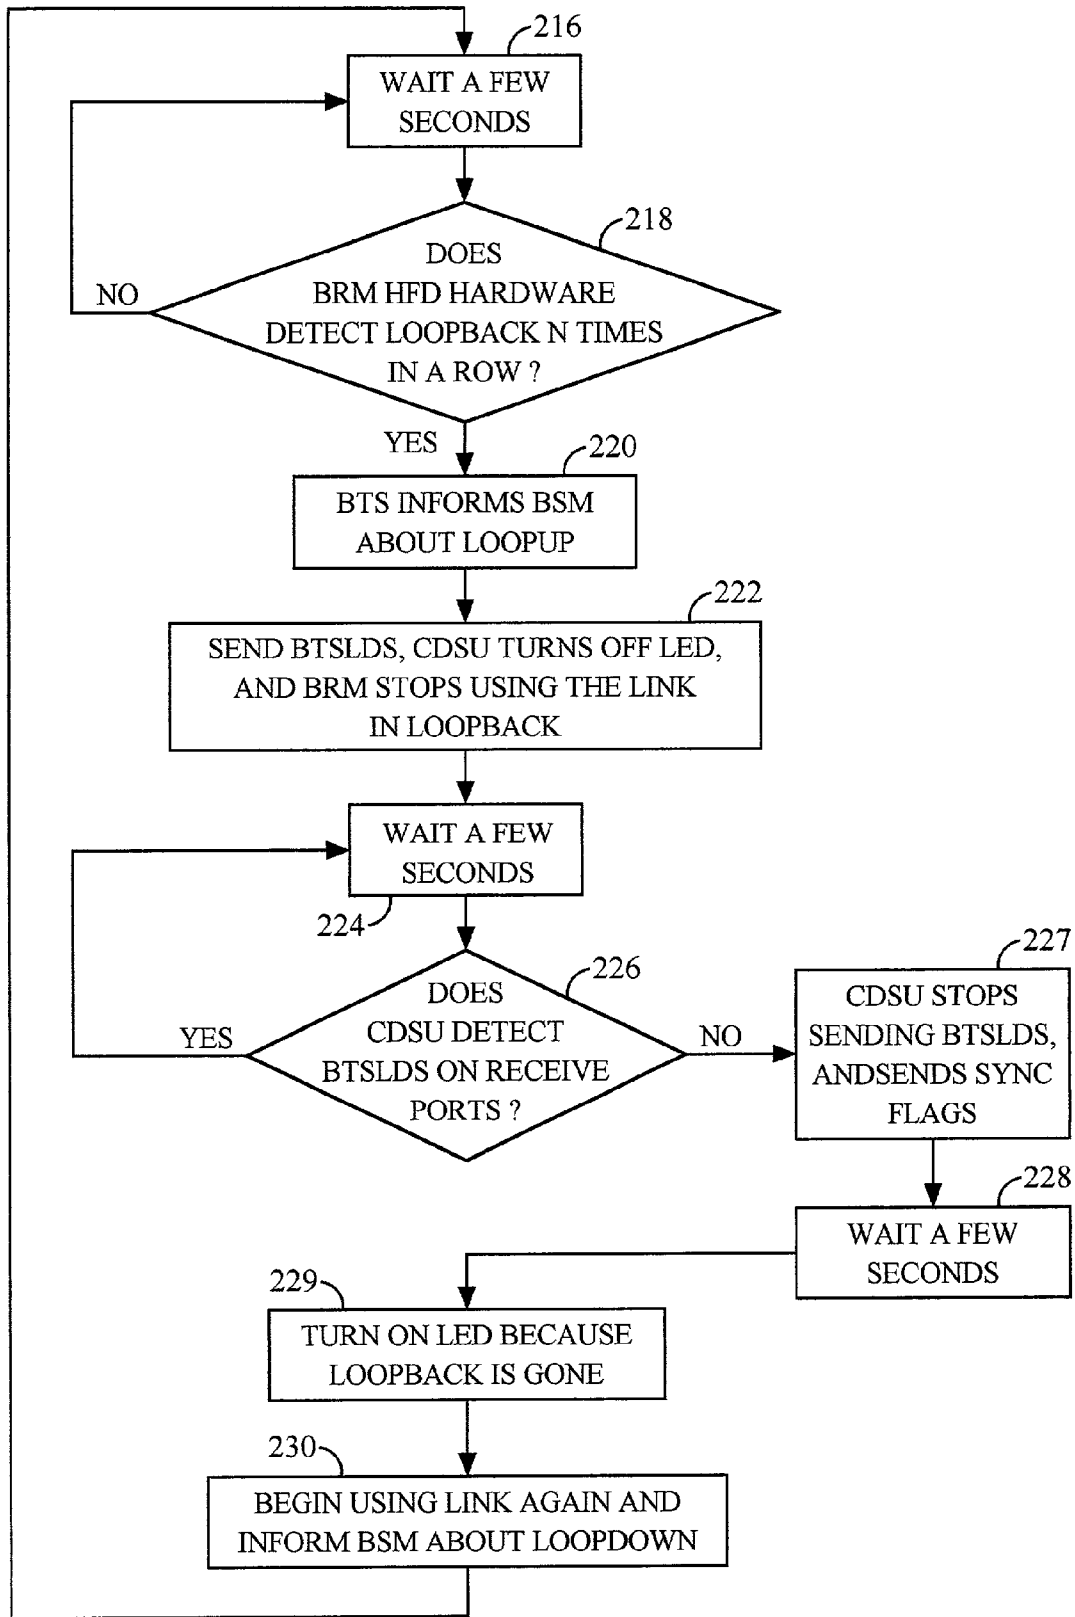 216
WAIT A FEW
SECONDS
218
DOES
BRM HFD HARDWARE
DETECT LOOPBACK N TIMES
IN A ROW ?
NO
YES
220
BTS INFORMS BSM
ABOUT LOOPUP
222
SEND BTSLDS, CDSU TURNS OFF LED,
AND BRM STOPS USING THE LINK
IN LOOPBACK
WAIT A FEW
SECONDS
224
226
DOES
CDSU DETECT
BTSLDS ON RECEIVE
PORTS ?
YES
NO
227
CDSU STOPS
SENDING BTSLDS,
ANDSENDS SYNC
FLAGS
228
WAIT A FEW
SECONDS
229
TURN ON LED BECAUSE
LOOPBACK IS GONE
230
BEGIN USING LINK AGAIN AND
INFORM BSM ABOUT LOOPDOWN